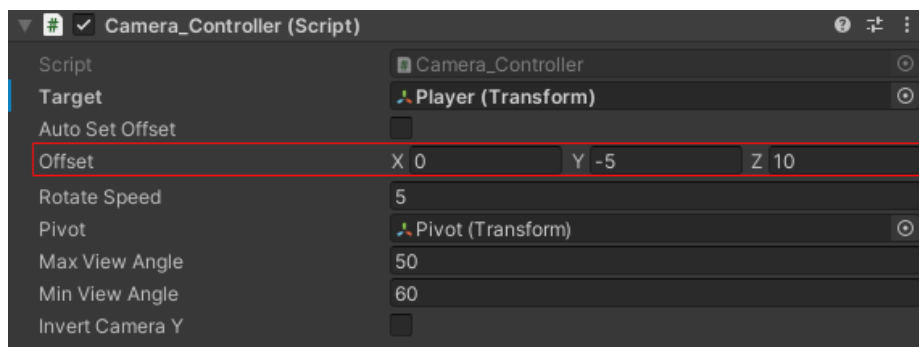 # Camera_Controller (Script)
Script Camera_Controller
Target Player (Transform)
Auto Set Offset
Offset X 0 Y -5 Z 10
Rotate Speed 5
Pivot Pivot (Transform)
Max View Angle 50
Min View Angle 60
Invert Camera Y